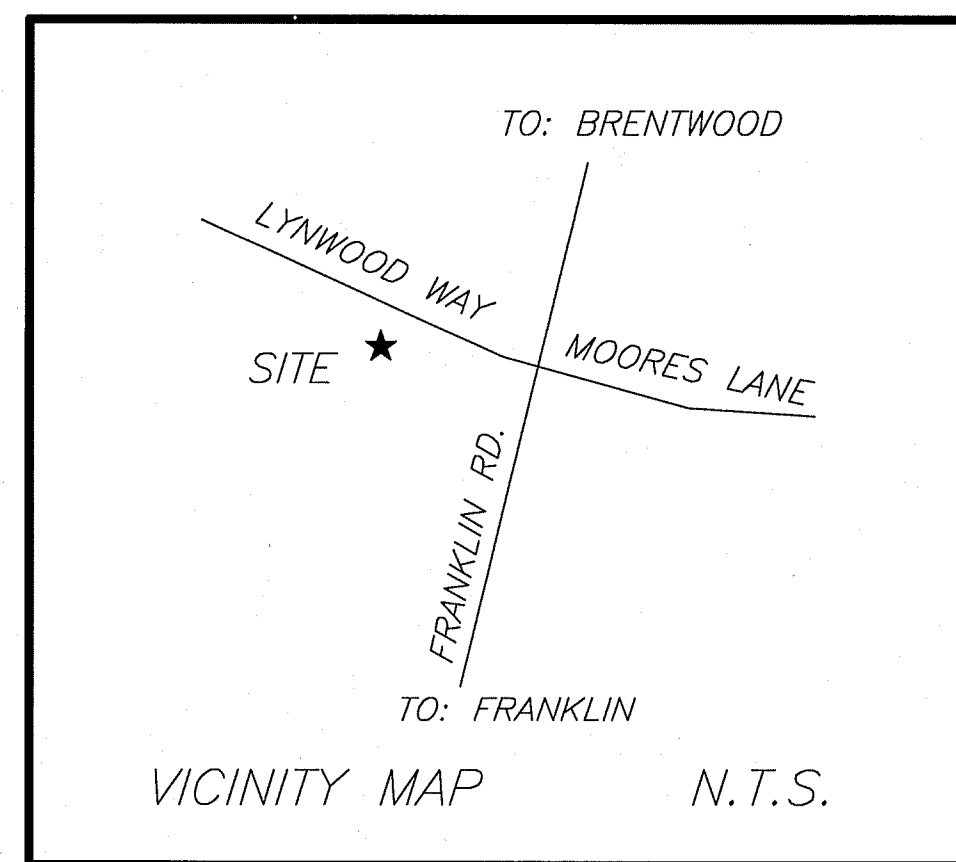 TO: BRENTWOOD
LYNWOOD WAY
SITE
MOORES LANE
FRANKLIN RD.
TO: FRANKLIN
VICINITY MAP N.T.S.